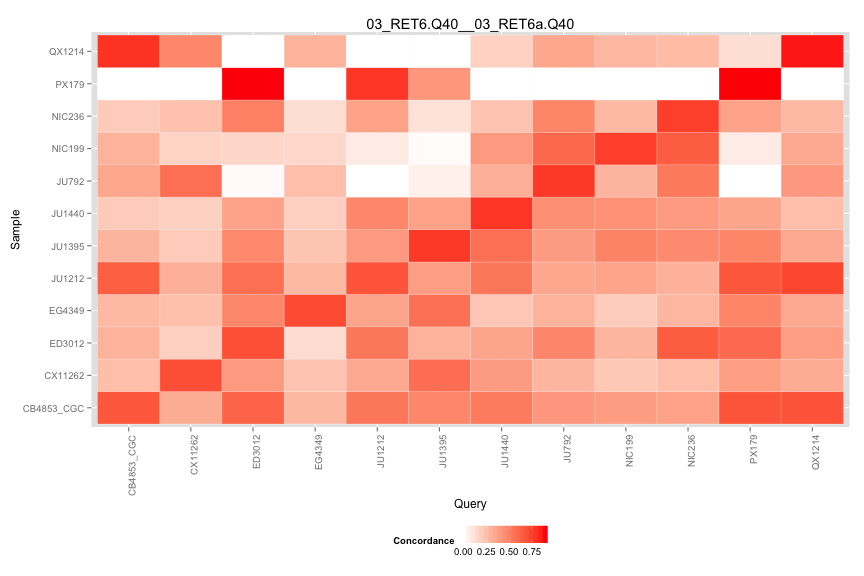 03_RET6.Q40__03_RET6a.Q40
Sample
QX1214
PX179
NIC236
NIC199
JU792
JU1440
JU1395
JU1212
EG4349
ED3012
CX11262
CB4853_CGC
CB4853_CGC
CX11262
ED3012
EG4349
JU1212
JU1395
JU1440
JU792
NIC199
NIC236
PX179
QX1214
Query
Concordance
0.00 0.25 0.50 0.75